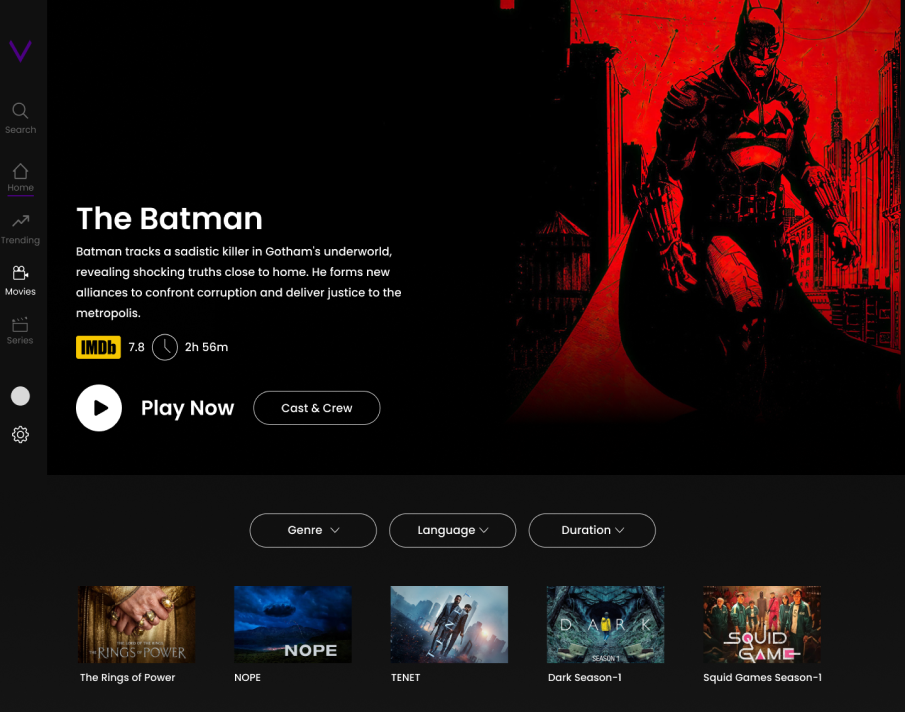 V
Search
Home
Trending
Movies
Series
The Batman
Batman tracks a sadistic killer in Gotham's underworld,
revealing shocking truths close to home. He forms new
alliances to confront corruption and deliver justice to the
metropolis.
IMDb 7.8 2h 56m
Play Now Cast & Crew
Genre Language Duration
THE LORD OF THE RINGS
THE RINGS OF POWER
NOPE
TENET
DARK
SEASON 1
SQUID
GAME
The Rings of Power NOPE TENET Dark Season-1 Squid Games Season-1